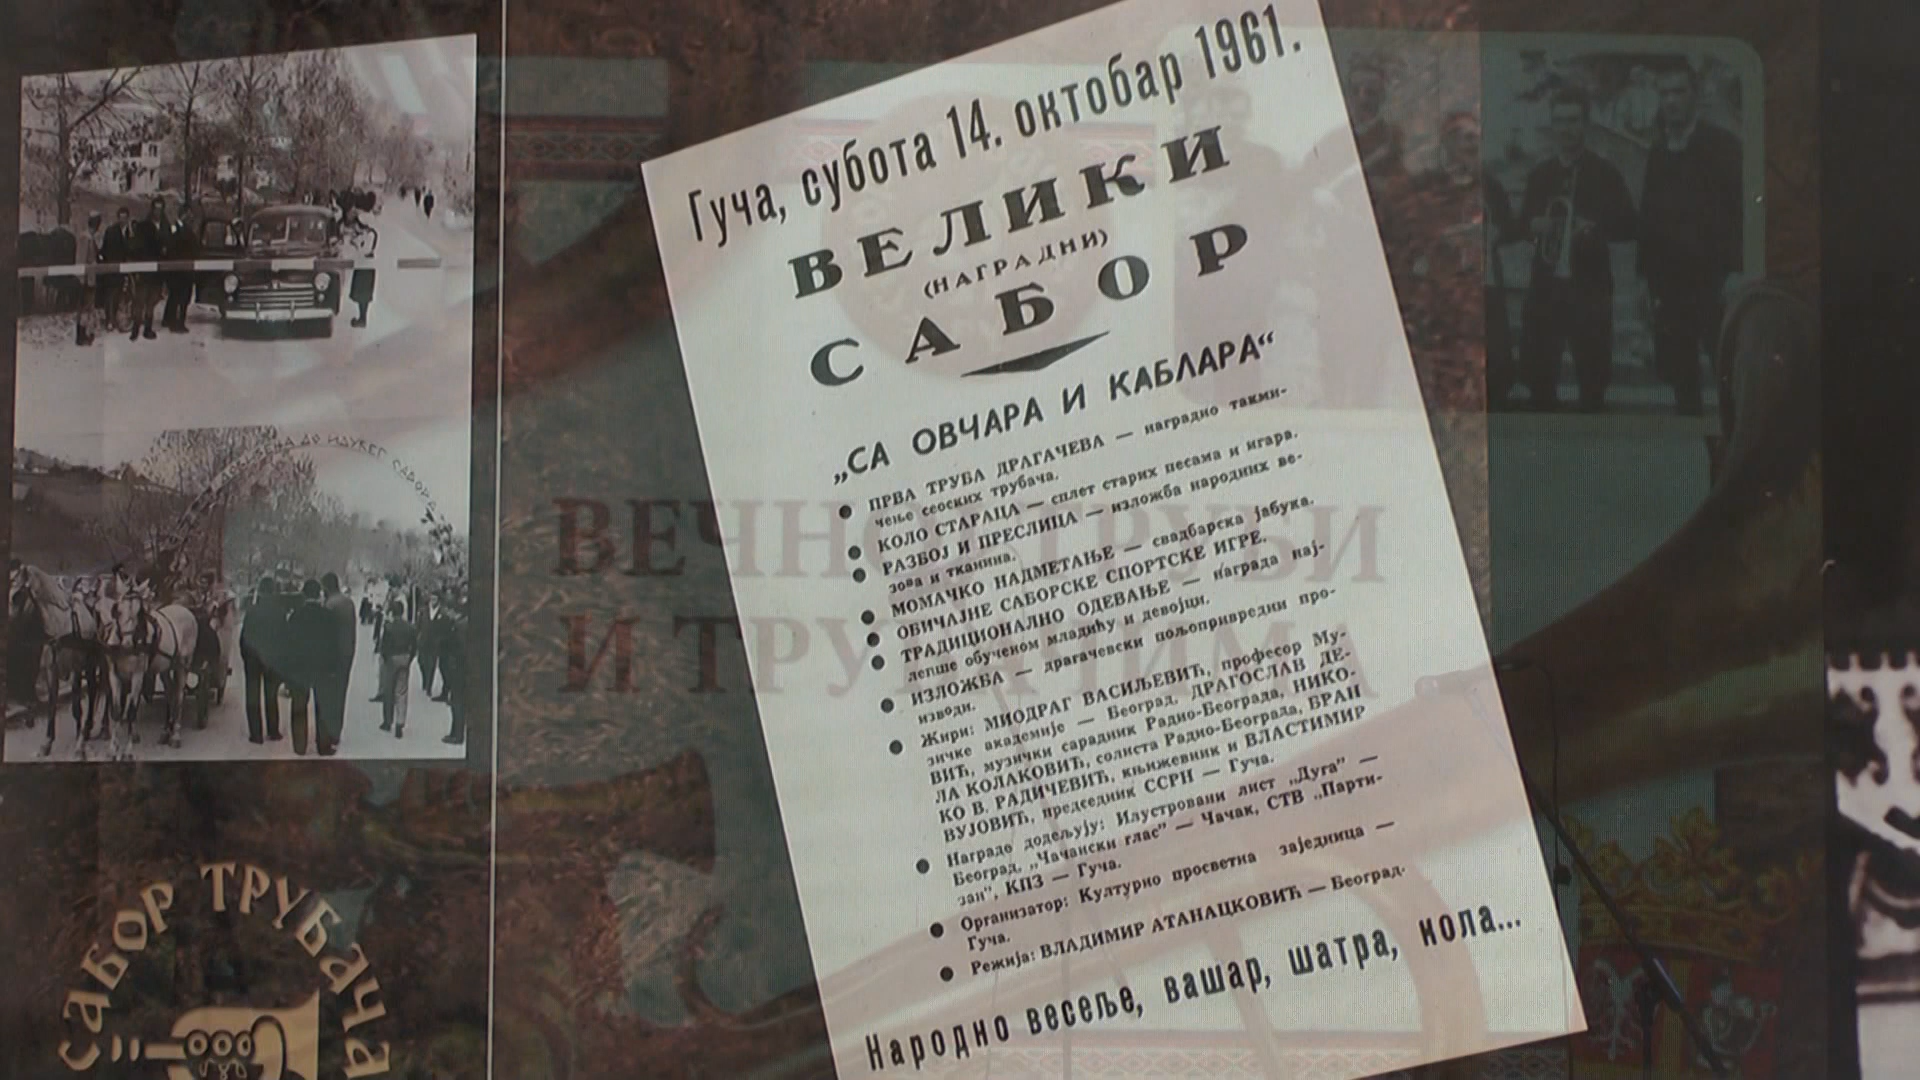 Гуча, субота 14. октобар 1961.
ВЕЛИКИ
(НАГРАДНИ)
САБОР
„СА ОВЧАРА И КАБЛАРА“
● ПРВА ТРУБА ДРАГАЧЕВА — наградно такми-
чење сеоских трубача.
● КОЛО СТАРАЦА — сплет старих песама и игара.
● РАЗБОЈ И ПРЕСЛИЦА — изложба народних ве-
зова и тканина.
● МОМАЧКО НАДМЕТАЊЕ — свадбарска јабука.
● ОБИЧАЈНЕ САБОРСКЕ СПОРТСКЕ ИГРЕ.
● ТРАДИЦИОНАЛНО ОДЕВАЊЕ — награда нај-
лепше обученом младићу и девојци.
● ИЗЛОЖБА — драгачевски пољопривредни про-
изводи.
● Жири: МИОДРАГ ВАСИЉЕВИЋ, професор Му-
зичке академије — Београд, ДРАГОСЛАВ ДЕ-
ВИЋ, музички сарадник Радио-Београда, НИКО-
ЛА КОЛАКОВИЋ, солиста Радио-Београда, БРАН
КО В. РАДИЧЕВИЋ, књижевник и ВЛАСТИМИР
ВУЈОВИЋ, председник ССРН — Гуча.
● Награде додељују: Илустровани лист „Дуга” —
Београд, „Чачански глас” — Чачак, СТВ „Парти-
зан”, КПЗ — Гуча.
● Организатор: Културно просветна заједница —
Гуча.
● Режија: ВЛАДИМИР АТАНАЦКОВИЋ — Београд.
Народно весеље, вашар, шатра, кола...
ВЕЧНО ТРУБИ
И ТРУБАЧИМА
САБОР ТРУБАЧА